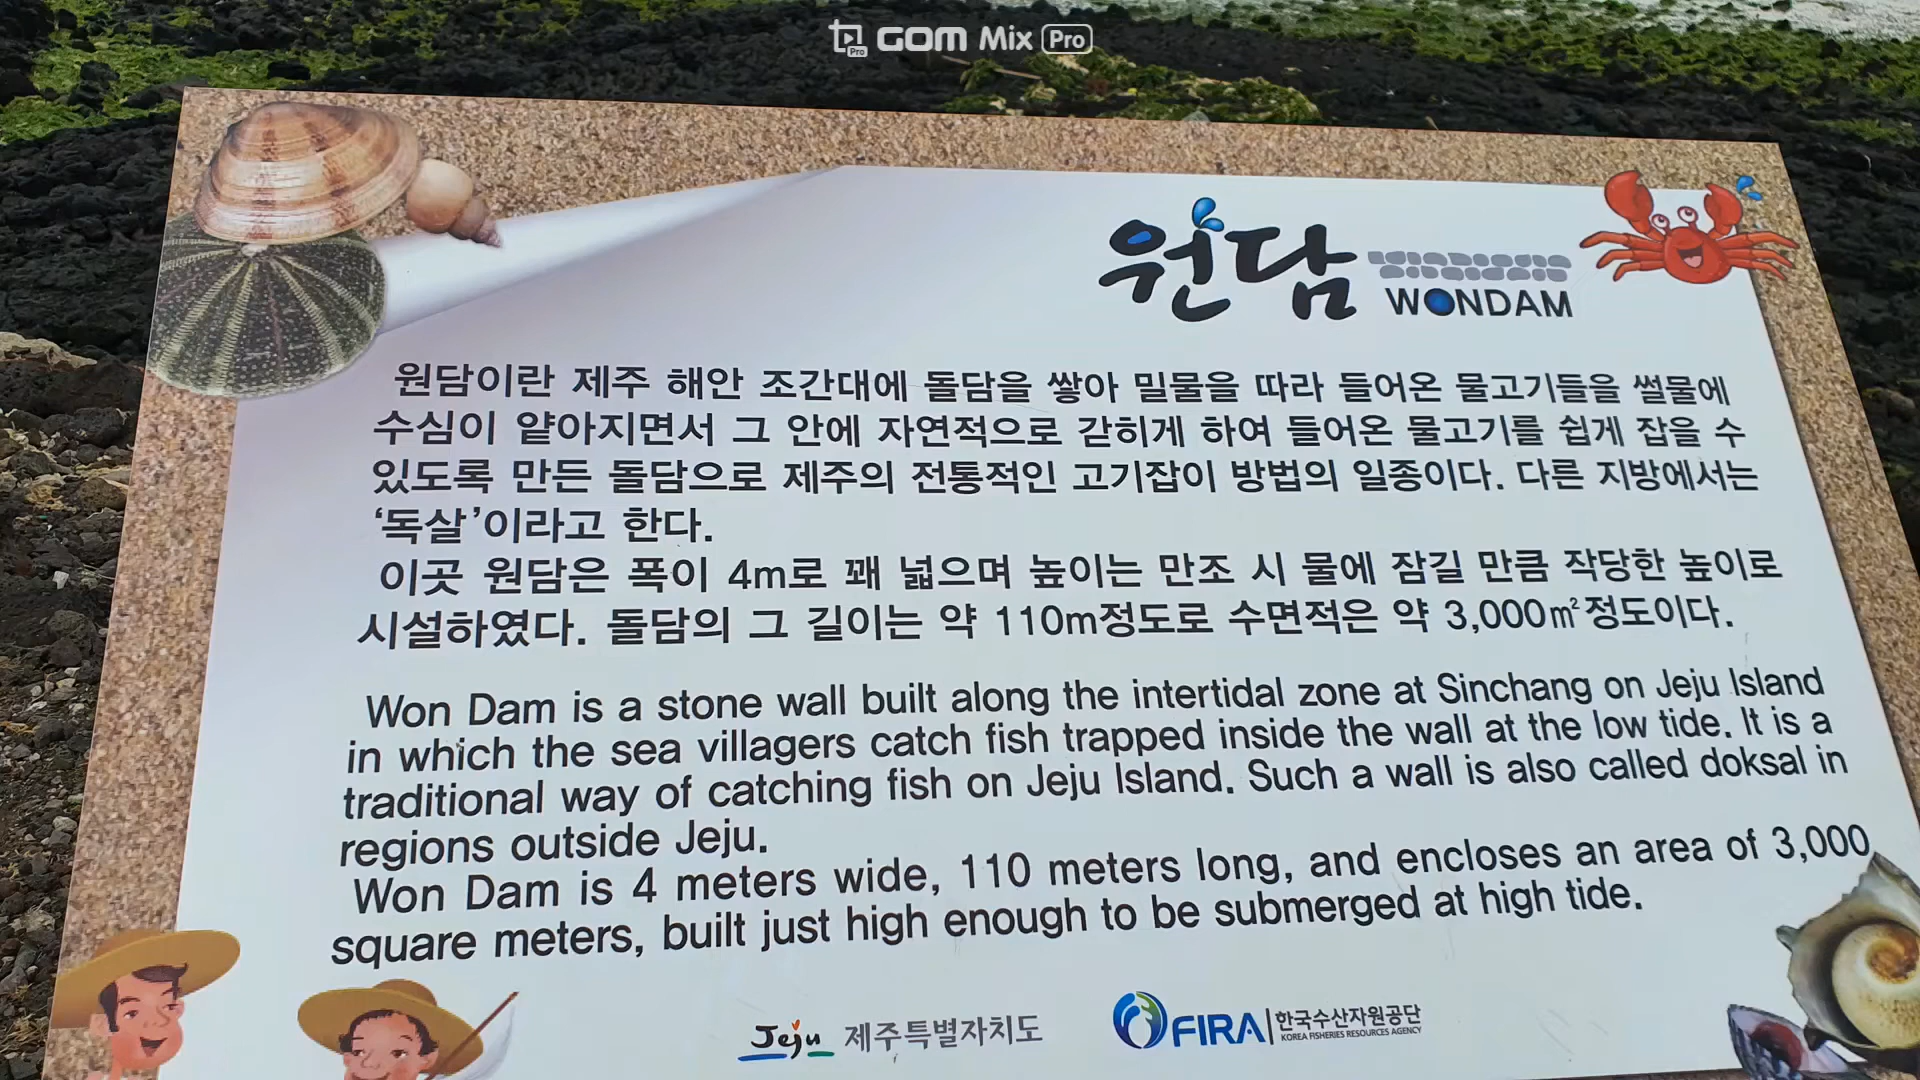 Pro GOM Mix Pro
원담 WONDAM
원담이란 제주 해안 조간대에 돌담을 쌓아 밀물을 따라 들어온 물고기들을 썰물에
수심이 얕아지면서 그 안에 자연적으로 갇히게 하여 들어온 물고기를 쉽게 잡을 수
있도록 만든 돌담으로 제주의 전통적인 고기잡이 방법의 일종이다. 다른 지방에서는
‘독살’이라고 한다.
이곳 원담은 폭이 4m로 꽤 넓으며 높이는 만조 시 물에 잠길 만큼 작당한 높이로
시설하였다. 돌담의 그 길이는 약 110m정도로 수면적은 약 3,000㎡정도이다.
Won Dam is a stone wall built along the intertidal zone at Sinchang on Jeju Island
in which the sea villagers catch fish trapped inside the wall at the low tide. It is a
traditional way of catching fish on Jeju Island. Such a wall is also called doksal in
regions outside Jeju.
Won Dam is 4 meters wide, 110 meters long, and encloses an area of 3,000
square meters, built just high enough to be submerged at high tide.
Jeju 제주특별자치도
FIRA 한국수산자원공단
KOREA FISHERIES RESOURCES AGENCY